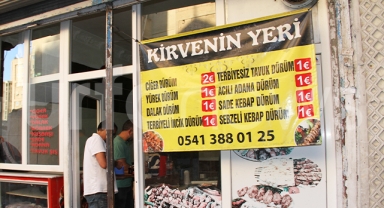 KİRVENİN YERİ
CİĞER DÜRÜM 2€
YÜREK DÜRÜM 1€
DALAK DÜRÜM 1€
TERBİYELİ İNCİK DÜRÜM 1€
TERBİYESİZ TAVUK DÜRÜM 1€
ACILI ADANA DÜRÜM 1€
SADE KEBAP DÜRÜM 1€
SEBZELİ KEBAP DÜRÜM 1€
0541 388 01 25